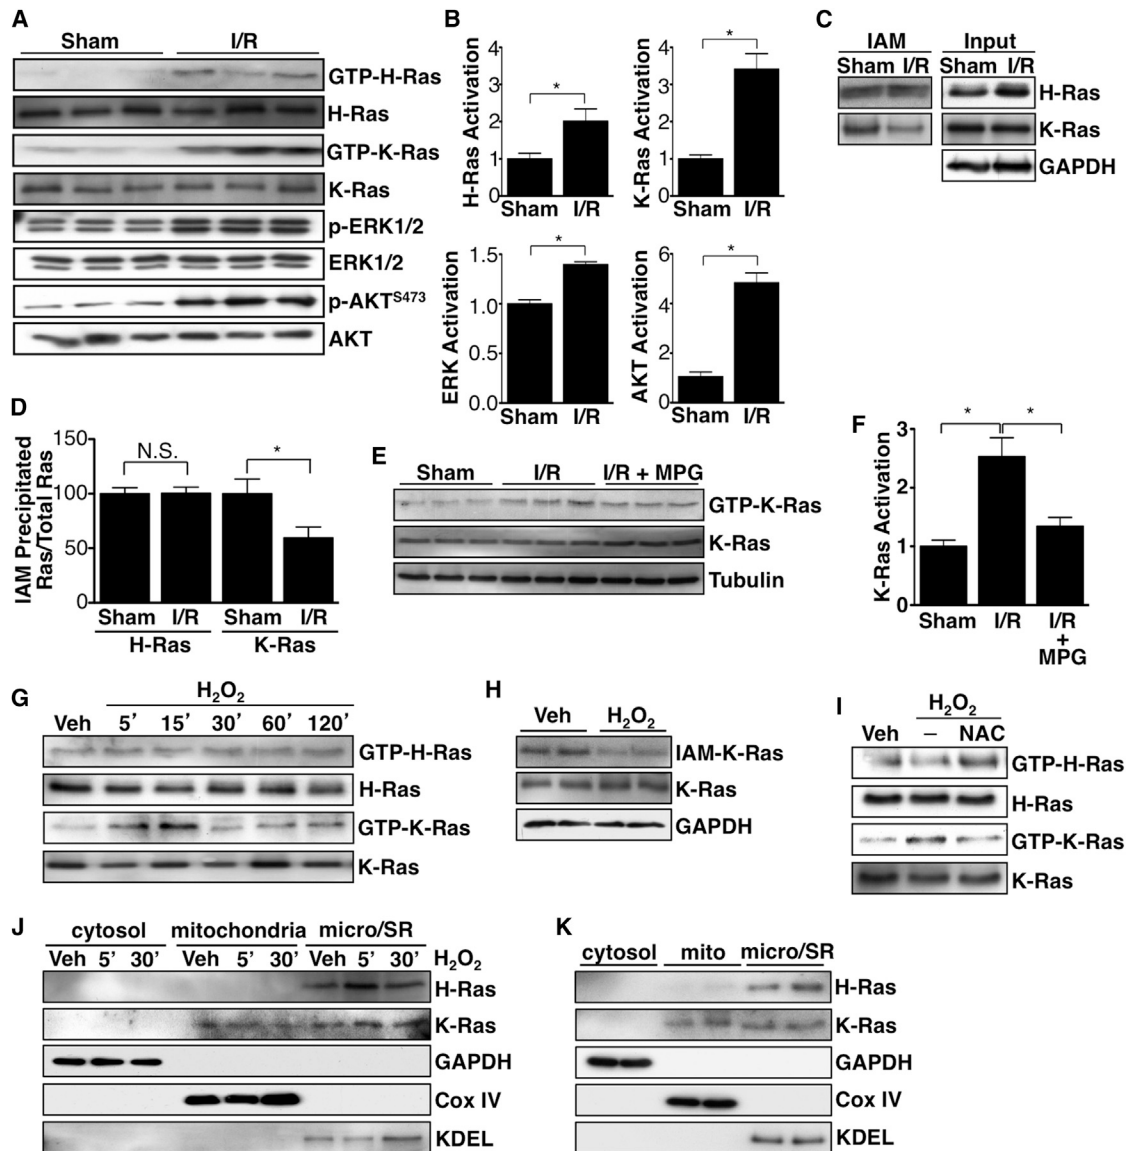 A
Sham I/R
GTP-H-Ras
H-Ras
GTP-K-Ras
K-Ras
p-ERK1/2
ERK1/2
p-AKT^S473
AKT
B
H-Ras Activation
4
3
2
1
0
*
Sham I/R
K-Ras Activation
4
3
2
1
0
*
Sham I/R
ERK Activation
1.5
1.0
0.5
0.0
*
Sham I/R
AKT Activation
6
4
2
0
*
Sham I/R
C
IAM Input
Sham I/R Sham I/R
H-Ras
K-Ras
GAPDH
D
IAM Precipitated
Ras/Total Ras
150
100
50
0
N.S. *
Sham I/R Sham I/R
H-Ras K-Ras
E
Sham I/R I/R + MPG
GTP-K-Ras
K-Ras
Tubulin
F
K-Ras Activation
3
2
1
0
* *
Sham I/R I/R
+
MPG
G
H₂O₂
Veh 5’ 15’ 30’ 60’ 120’
GTP-H-Ras
H-Ras
GTP-K-Ras
K-Ras
H
Veh H₂O₂
IAM-K-Ras
K-Ras
GAPDH
I
H₂O₂
Veh – NAC
GTP-H-Ras
H-Ras
GTP-K-Ras
K-Ras
J
cytosol mitochondria micro/SR
Veh 5’ 30’ Veh 5’ 30’ Veh 5’ 30’ H₂O₂
H-Ras
K-Ras
GAPDH
Cox IV
KDEL
K
cytosol mito micro/SR
H-Ras
K-Ras
GAPDH
Cox IV
KDEL